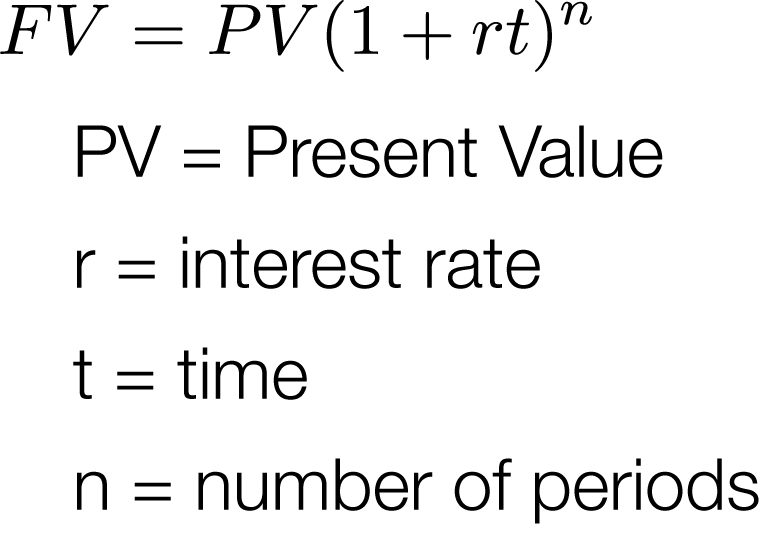 FV = PV(1 + rt)ⁿ
PV = Present Value
r = interest rate
t = time
n = number of periods